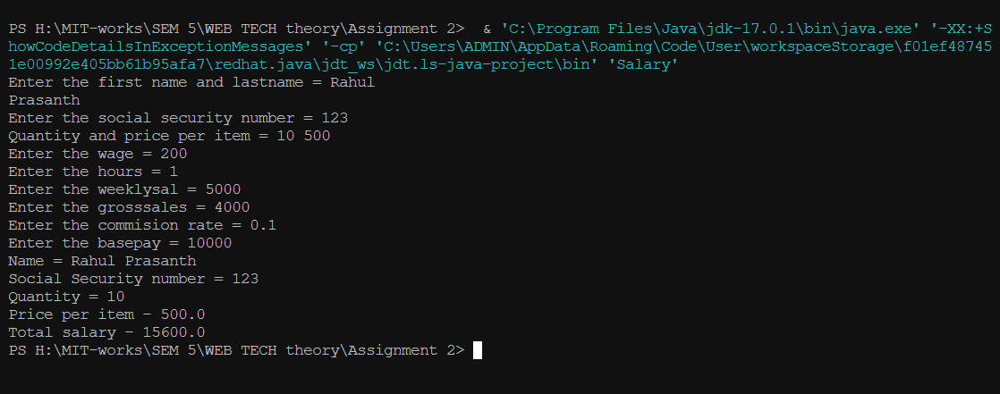 PS H:\MIT-works\SEM 5\WEB TECH theory\Assignment 2>  & 'C:\Program Files\Java\jdk-17.0.1\bin\java.exe' '-XX:+S
howCodeDetailsInExceptionMessages' '-cp' 'C:\Users\ADMIN\AppData\Roaming\Code\User\workspaceStorage\f01ef48745
1e00992e405bb61b95afa7\redhat.java\jdt_ws\jdt.ls-java-project\bin' 'Salary'
Enter the first name and lastname = Rahul
Prasanth
Enter the social security number = 123
Quantity and price per item = 10 500
Enter the wage = 200
Enter the hours = 1
Enter the weeklysal = 5000
Enter the grosssales = 4000
Enter the commision rate = 0.1
Enter the basepay = 10000
Name = Rahul Prasanth
Social Security number = 123
Quantity = 10
Price per item - 500.0
Total salary - 15600.0
PS H:\MIT-works\SEM 5\WEB TECH theory\Assignment 2>